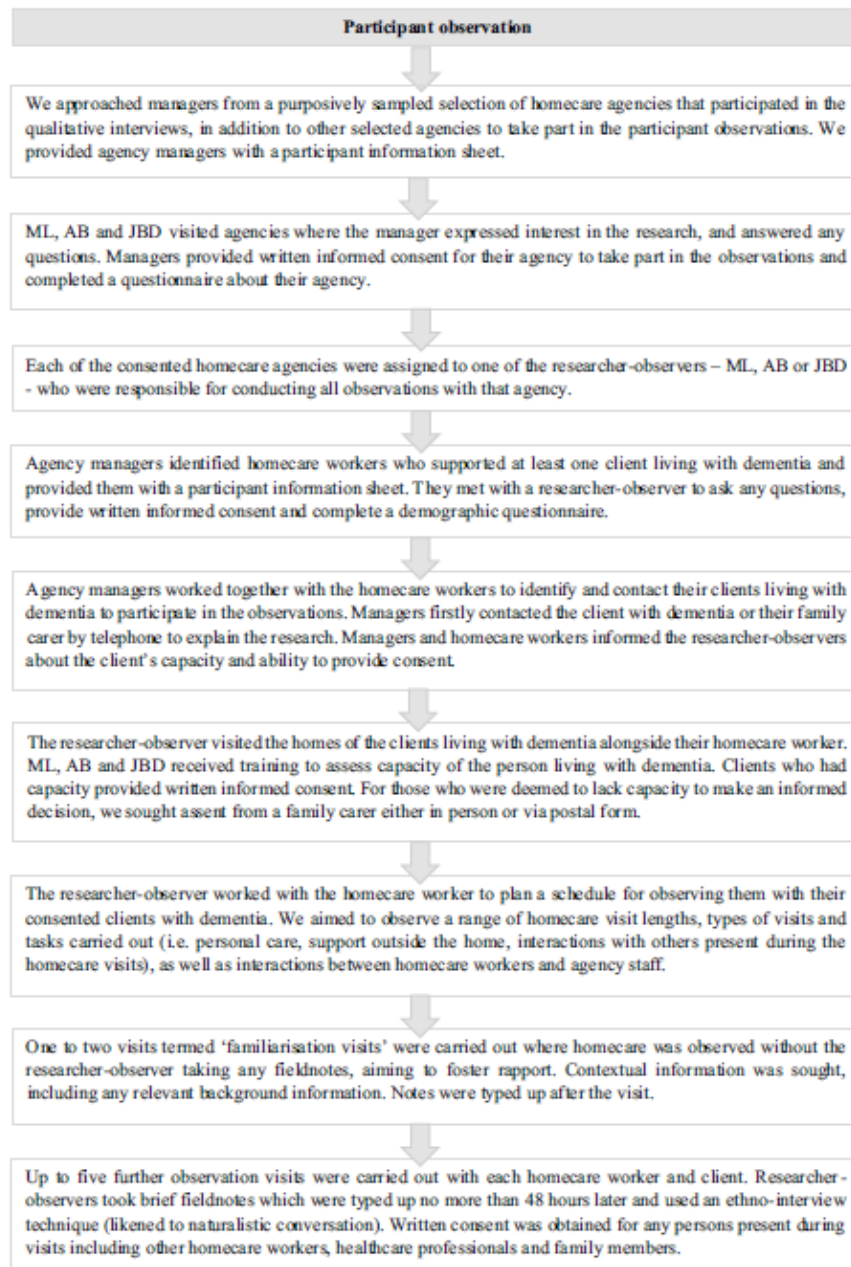 Participant observation
We approached managers from a purposively sampled selection of homecare agencies that participated in the
qualitative interviews, in addition to other selected agencies to take part in the participant observations. We
provided agency managers with a participant information sheet.
ML, AB and JBD visited agencies where the manager expressed interest in the research, and answered any
questions. Managers provided written informed consent for their agency to take part in the observations and
completed a questionnaire about their agency.
Each of the consented homecare agencies were assigned to one of the researcher-observers – ML, AB or JBD
- who were responsible for conducting all observations with that agency.
Agency managers identified homecare workers who supported at least one client living with dementia and
provided them with a participant information sheet. They met with a researcher-observer to ask any questions,
provide written informed consent and complete a demographic questionnaire.
Agency managers worked together with the homecare workers to identify and contact their clients living with
dementia to participate in the observations. Managers firstly contacted the client with dementia or their family
carer by telephone to explain the research. Managers and homecare workers informed the researcher-observers
about the client's capacity and ability to provide consent.
The researcher-observer visited the homes of the clients living with dementia alongside their homecare worker.
ML, AB and JBD received training to assess capacity of the person living with dementia. Clients who had
capacity provided written informed consent. For those who were deemed to lack capacity to make an informed
decision, we sought assent from a family carer either in person or via postal form.
The researcher-observer worked with the homecare worker to plan a schedule for observing them with their
consented clients with dementia. We aimed to observe a range of homecare visit lengths, types of visits and
tasks carried out (i.e. personal care, support outside the home, interactions with others present during the
homecare visits), as well as interactions between homecare workers and agency staff.
One to two visits termed 'familiarisation visits' were carried out where homecare was observed without the
researcher-observer taking any fieldnotes, aiming to foster rapport. Contextual information was sought,
including any relevant background information. Notes were typed up after the visit.
Up to five further observation visits were carried out with each homecare worker and client. Researcher-
observers took brief fieldnotes which were typed up no more than 48 hours later and used an ethno-interview
technique (likened to naturalistic conversation). Written consent was obtained for any persons present during
visits including other homecare workers, healthcare professionals and family members.